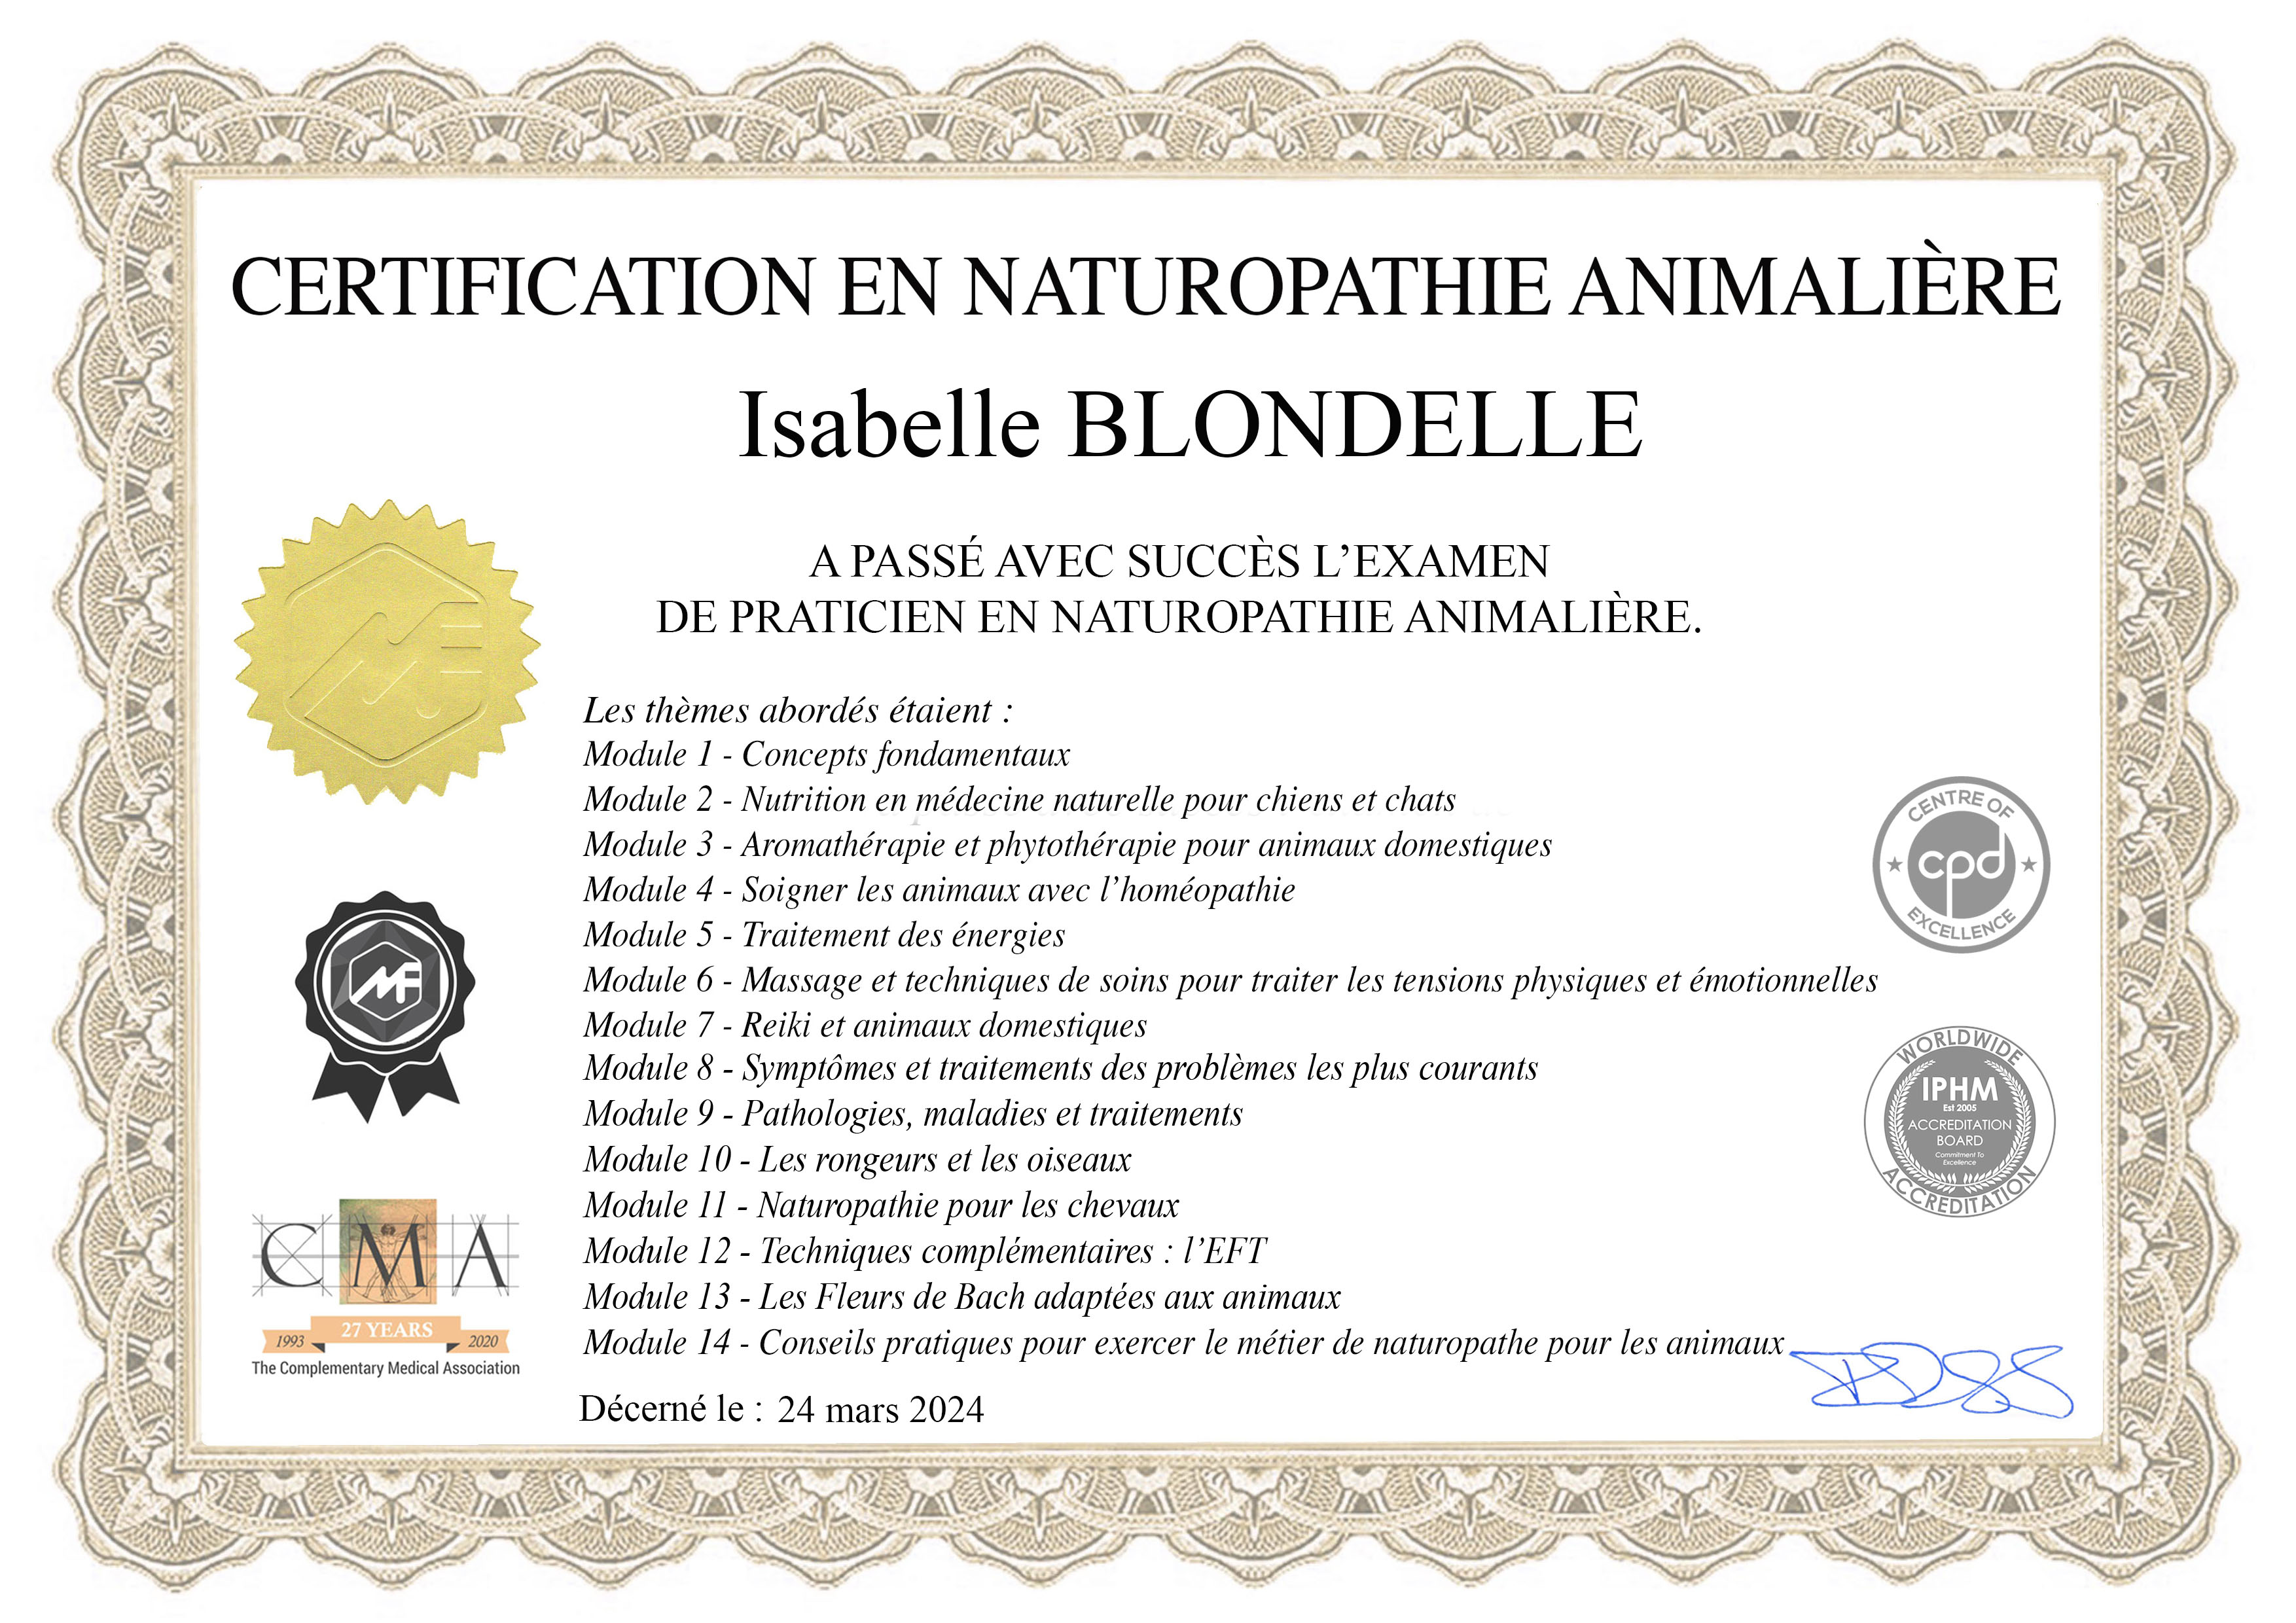 CERTIFICATION EN NATUROPATHIE ANIMALIÈRE
Isabelle BLONDELLE
A PASSÉ AVEC SUCCÈS L’EXAMEN
DE PRATICIEN EN NATUROPATHIE ANIMALIÈRE.
Les thèmes abordés étaient :
Module 1 - Concepts fondamentaux
Module 2 - Nutrition en médecine naturelle pour chiens et chats
Module 3 - Aromathérapie et phytothérapie pour animaux domestiques
Module 4 - Soigner les animaux avec l’homéopathie
Module 5 - Traitement des énergies
Module 6 - Massage et techniques de soins pour traiter les tensions physiques et émotionnelles
Module 7 - Reiki et animaux domestiques
Module 8 - Symptômes et traitements des problèmes les plus courants
Module 9 - Pathologies, maladies et traitements
Module 10 - Les rongeurs et les oiseaux
Module 11 - Naturopathie pour les chevaux
Module 12 - Techniques complémentaires : l’EFT
Module 13 - Les Fleurs de Bach adaptées aux animaux
Module 14 - Conseils pratiques pour exercer le métier de naturopathe pour les animaux
Décerné le : 24 mars 2024
CMA
27 YEARS
1993 2020
The Complementary Medical Association
CENTRE OF
cpd
EXCELLENCE
WORLDWIDE
IPHM
Est 2005
ACCREDITATION
BOARD
Commitment To
Excellence
ACCREDITATION